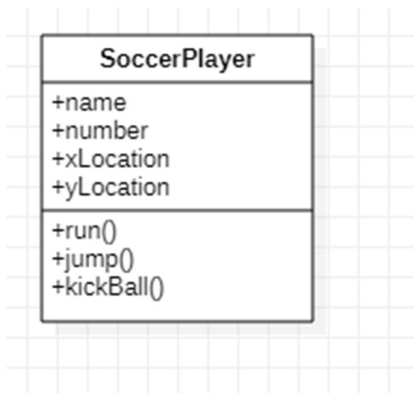 SoccerPlayer
+name
+number
+xLocation
+yLocation
+run()
+jump()
+kickBall()